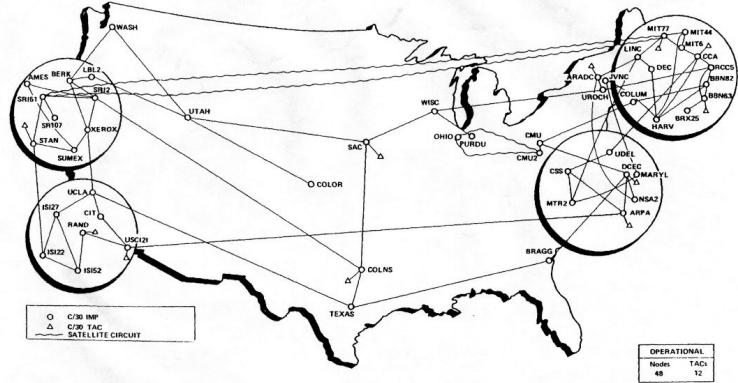 WASH
MIT77
MIT44
MIT6
LINC
CCA
DEC
RCC5
BBN82
BBN63
BRX25
HARV
AMES
BERK
LBL2
SRI51
SRI2
SRI07
XEROX
STAN
SUMEX
UTAH
WISC
ARADC
JVNC
UROCH
COLUM
OHIO
PURDU
CMU
CMU2
SAC
COLOR
UDEL
CSS
DCEC
MARYL
NSA2
MTR2
ARPA
UCLA
ISI27
CIT
RAND
USCI21
ISI22
ISI52
COLNS
TEXAS
BRAGG
C/30 IMP
C/30 TAC
SATELLITE CIRCUIT
OPERATIONAL
Nodes TACs
48 12